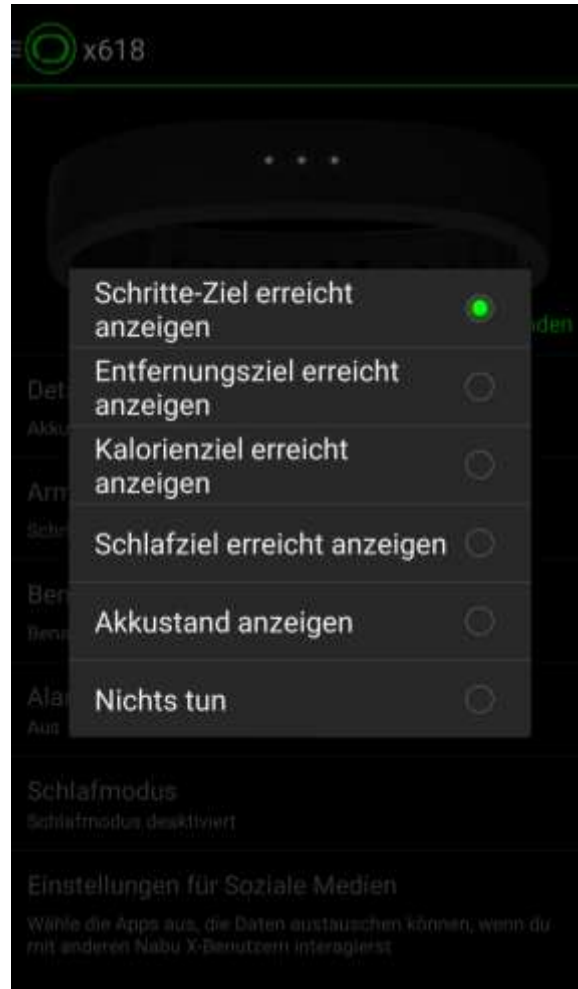 x618
Schritte-Ziel erreicht
anzeigen
Entfernungsziel erreicht
anzeigen
Kalorienziel erreicht
anzeigen
Schlafziel erreicht anzeigen
Akkustand anzeigen
Nichts tun
Aus
Schlafmodus
Schlafmodus deaktiviert
Einstellungen für Soziale Medien
Wähle die Apps aus, die Daten austauschen können, wenn du
mit anderen Nabu X-Benutzern interagierst